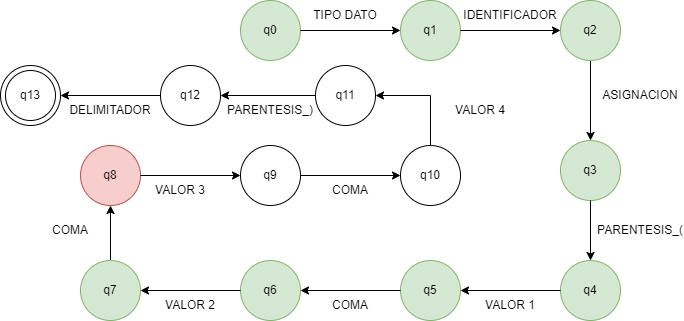 TIPO DATO
IDENTIFICADOR
q0
q1
q2
q13
q12
q11
ASIGNACION
DELIMITADOR
PARENTESIS_)
VALOR 4
q8
q9
q10
q3
VALOR 3
COMA
COMA
PARENTESIS_(
q7
q6
q5
q4
VALOR 2
COMA
VALOR 1